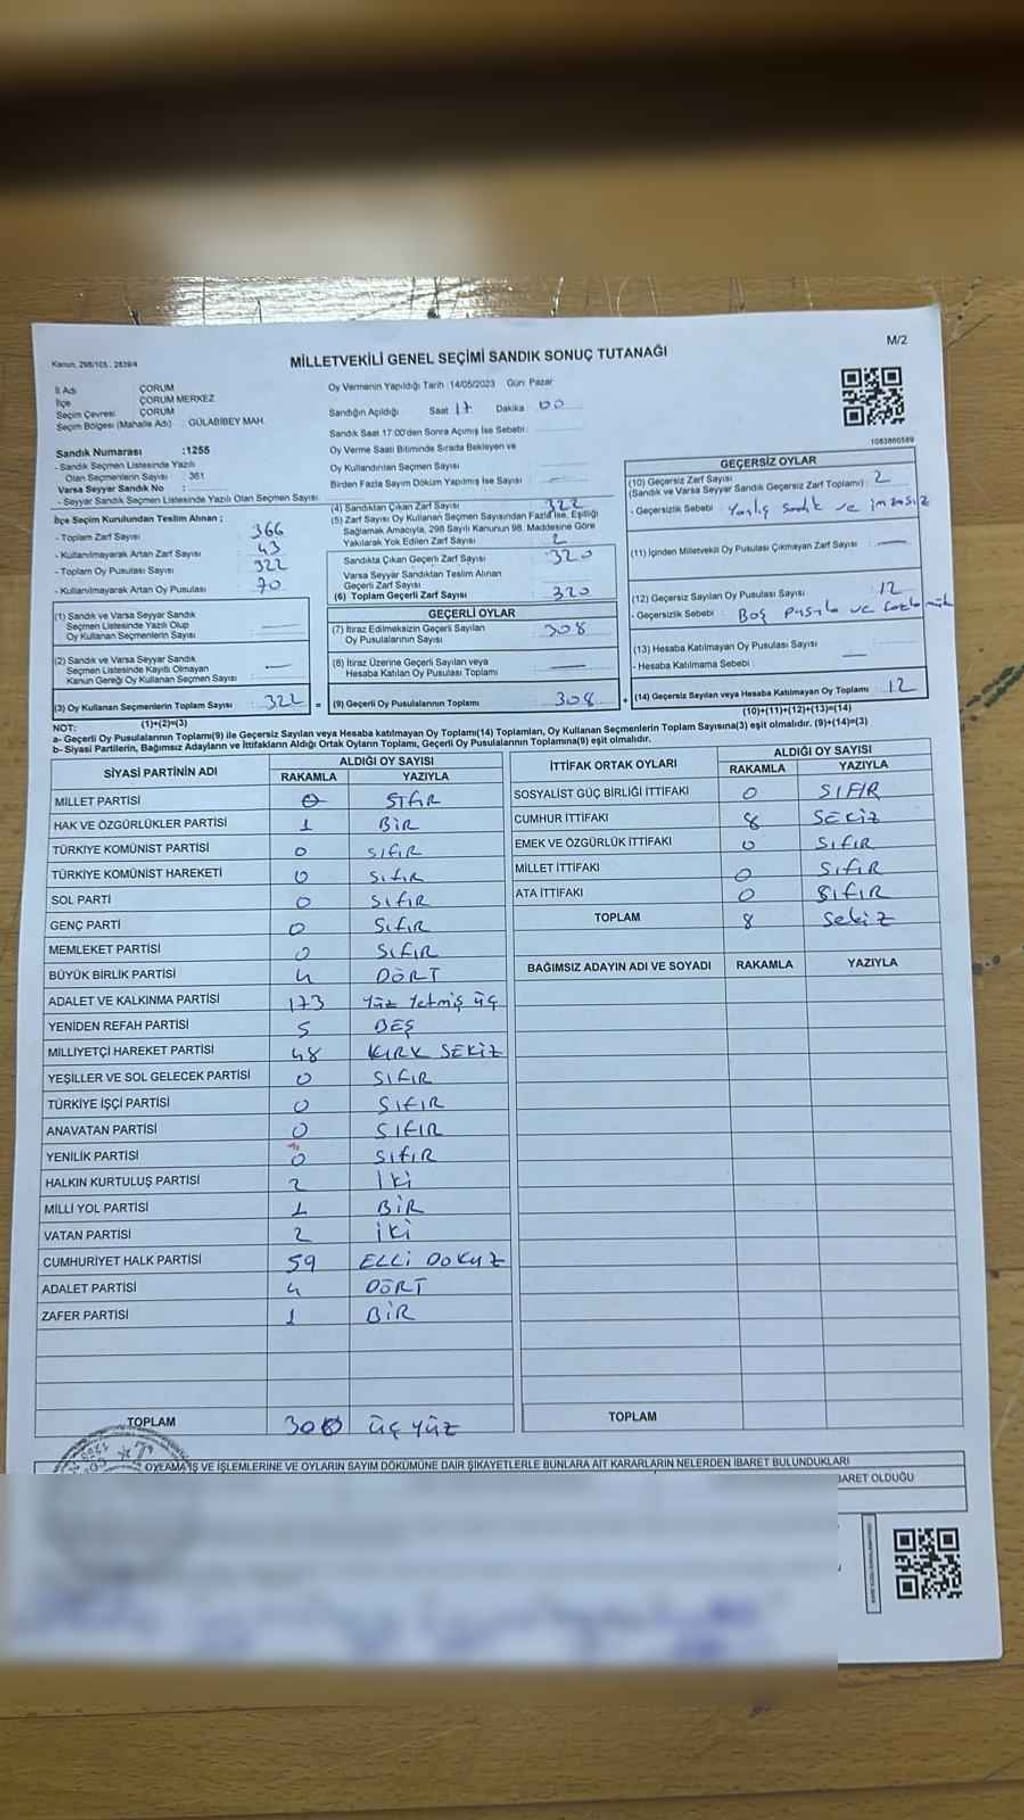 M/2
Kanun, 298/105, 2839/4
MİLLETVEKİLİ GENEL SEÇİMİ SANDIK SONUÇ TUTANAĞI
İl Adı ÇORUM
İlçe ÇORUM MERKEZ
Seçim Çevresi ÇORUM
Seçim Bölgesi (Mahalle Adı) : GÜLABİBEY MAH.
Oy Vermenin Yapıldığı Tarih :14/05/2023 Gün Pazar
Sandığın Açıldığı Saat 17 Dakika 00
Sandık Saat 17:00'den Sonra Açımış İse Sebebi:
Oy Verme Saati Bitiminde Sırada Bekleyen ve
Oy Kullandırılan Seçmen Sayısı
Birden Fazla Sayım Döküm Yapılmış İse Sayısı —
Sandık Numarası :1255
- Sandık Seçmen Listesinde Yazılı
Olan Seçmenlerin Sayısı : 361
Varsa Seyyar Sandık No :
- Seyyar Sandık Seçmen Listesinde Yazılı Olan Seçmen Sayısı
İlçe Seçim Kurulundan Teslim Alınan ;
- Toplam Zarf Sayısı 366
- Kullanılmayarak Artan Zarf Sayısı 43
- Toplam Oy Pusulası Sayısı 322
- Kullanılmayarak Artan Oy Pusulası 70
(1) Sandık ve Varsa Seyyar Sandık
Seçmen Listesinde Yazılı Olup
Oy Kullanan Seçmenlerin Sayısı —
(2) Sandık ve Varsa Seyyar Sandık
Seçmen Listesinde Kayıtlı Olmayan
Kanun Gereği Oy Kullanan Seçmen Sayısı —
(3) Oy Kullanan Seçmenlerin Toplam Sayısı : 322 =
(1)+(2)=(3)
(4) Sandıktan Çıkan Zarf Sayısı 322
(5) Zarf Sayısı Oy Kullanan Seçmen Sayısından Fazla İse, Eşitliği
Sağlamak Amacıyla, 298 Sayılı Kanunun 98. Maddesine Göre
Yakılarak Yok Edilen Zarf Sayısı 2
Sandıkta Çıkan Geçerli Zarf Sayısı 320
Varsa Seyyar Sandıktan Teslim Alınan
Geçerli Zarf Sayısı
(6) Toplam Geçerli Zarf Sayısı 320
GEÇERLİ OYLAR
(7) İtiraz Edilmeksizin Geçerli Sayılan
Oy Pusulalarının Sayısı 308
(8) İtiraz Üzerine Geçerli Sayılan veya
Hesaba Katılan Oy Pusulası Toplamı —
(9) Geçerli Oy Pusulalarının Toplamı 308 +
1083860589
GEÇERSİZ OYLAR
(10) Geçersiz Zarf Sayısı 2
(Sandık ve Varsa Seyyar Sandık Geçersiz Zarf Toplamı) :
- Geçersizlik Sebebi Yanlış Sandık ve imzasız
(11) İçinden Milletvekili Oy Pusulası Çıkmayan Zarf Sayısı —
(12) Geçersiz Sayılan Oy Pusulası Sayısı 12
- Geçersizlik Sebebi : Boş pusula ve
(13) Hesaba Katılmayan Oy Pusulası Sayısı —
- Hesaba Katılmama Sebebi
(14) Geçersiz Sayılan veya Hesaba Katılmayan Oy Toplamı 12
(10)+(11)+(12)+(13)=(14)
NOT:
a- Geçerli Oy Pusulalarının Toplamı(9) ile Geçersiz Sayılan veya Hesaba katılmayan Oy Toplamı(14) Toplamları, Oy Kullanan Seçmenlerin Toplam Sayısına(3) eşit olmalıdır. (9)+(14)=(3)
b- Siyasi Partilerin, Bağımsız Adayların ve İttifakların Aldığı Ortak Oyların Toplamı, Geçerli Oy Pusulalarının Toplamına(9) eşit olmalıdır.
SİYASİ PARTİNİN ADI ALDIĞI OY SAYISI
RAKAMLA YAZIYLA
MİLLET PARTİSİ 0 SIFIR
HAK VE ÖZGÜRLÜKLER PARTİSİ 1 BİR
TÜRKİYE KOMÜNİST PARTİSİ 0 SIFIR
TÜRKİYE KOMÜNİST HAREKETİ 0 SIFIR
SOL PARTİ 0 SIFIR
GENÇ PARTİ 0 SIFIR
MEMLEKET PARTİSİ 0 SIFIR
BÜYÜK BİRLİK PARTİSİ 4 DÖRT
ADALET VE KALKINMA PARTİSİ 173 Yüz Yetmiş üç
YENİDEN REFAH PARTİSİ 5 BEŞ
MİLLİYETÇİ HAREKET PARTİSİ 48 KIRK SEKİZ
YEŞİLLER VE SOL GELECEK PARTİSİ 0 SIFIR
TÜRKİYE İŞÇİ PARTİSİ 0 SIFIR
ANAVATAN PARTİSİ 0 SIFIR
YENİLİK PARTİSİ 0 SIFIR
HALKIN KURTULUŞ PARTİSİ 2 İki
MİLLİ YOL PARTİSİ 1 BİR
VATAN PARTİSİ 2 İKİ
CUMHURİYET HALK PARTİSİ 59 ELLİ DOKUZ
ADALET PARTİSİ 4 DÖRT
ZAFER PARTİSİ 1 BİR
TOPLAM 300 üç yüz
İTTİFAK ORTAK OYLARI ALDIĞI OY SAYISI
RAKAMLA YAZIYLA
SOSYALİST GÜÇ BİRLİĞİ İTTİFAKI 0 SIFIR
CUMHUR İTTİFAKI 8 SEKİZ
EMEK VE ÖZGÜRLÜK İTTİFAKI 0 SIFIR
MİLLET İTTİFAKI 0 SIFIR
ATA İTTİFAKI 0 SIFIR
TOPLAM 8 Sekiz
BAĞIMSIZ ADAYIN ADI VE SOYADI RAKAMLA YAZIYLA
TOPLAM
OYLAMA İŞ VE İŞLEMLERİNE VE OYLARIN SAYIM DÖKÜMÜNE DAİR ŞİKAYETLERLE BUNLARA AİT KARARLARIN NELERDEN İBARET BULUNDUKLARI
BARET OLDUĞU